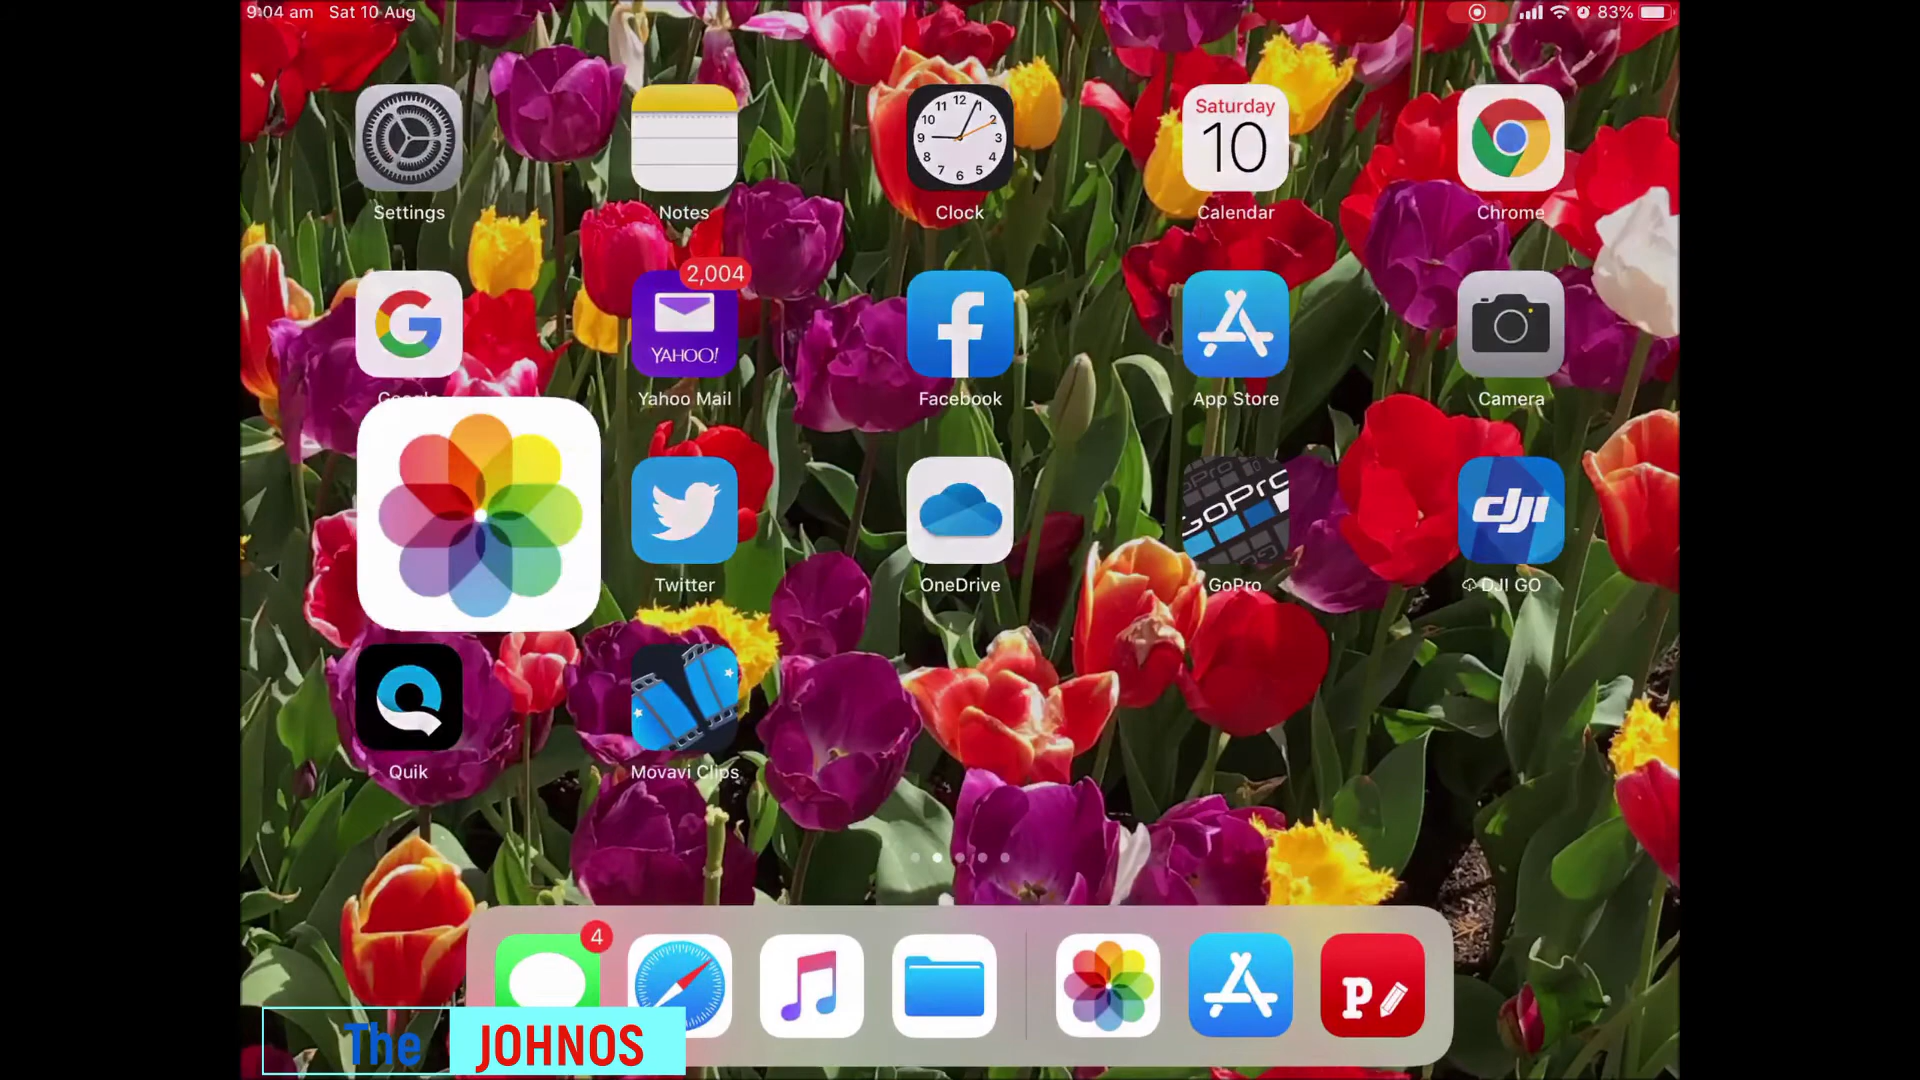 9:04 am Sat 10 Aug 83%
12 1 2 3 4 5 6 7 8 9 10 11
Saturday
10
Settings Notes Clock Calendar Chrome
2,004
YAHOO!
Google Yahoo Mail Facebook App Store Camera
GoPro
dji
Twitter OneDrive GoPro DJI GO
Quik Movavi Clips
4
P
The JOHNOS